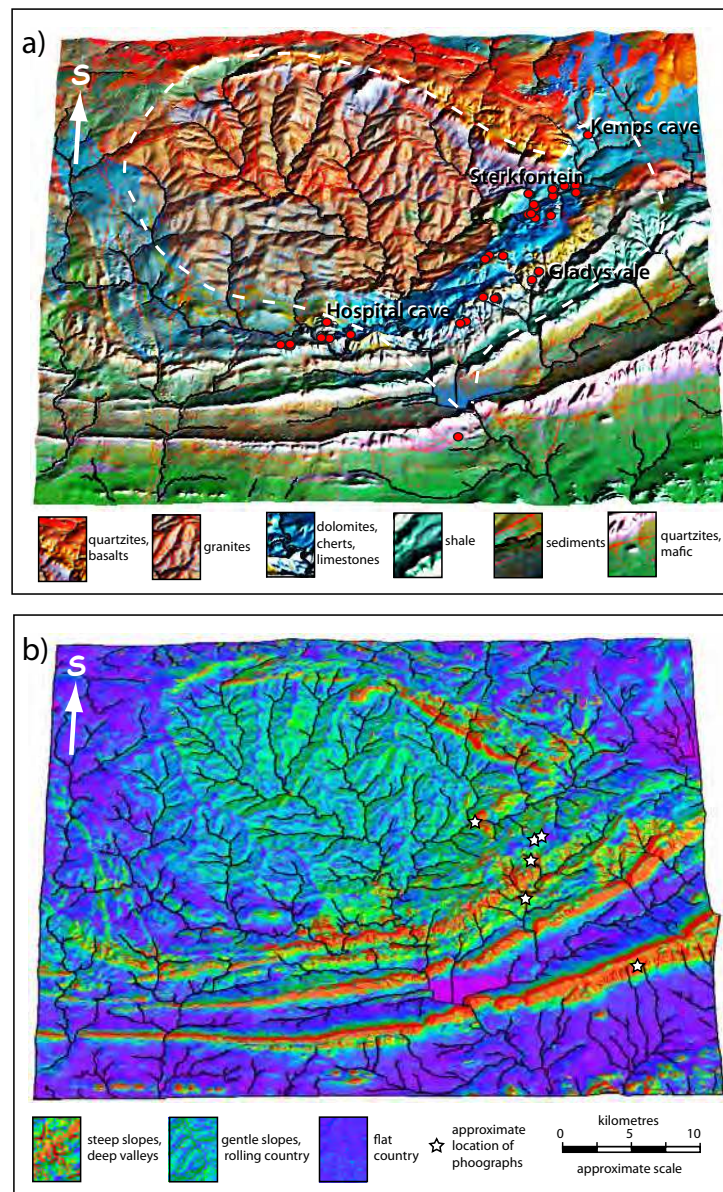 a)
S
Kemps cave
Sterkfontein
Gladysvale
Hospital cave
quartzites,
basalts
granites
dolomites,
cherts,
limestones
shale
sediments
quartzites,
mafic
b)
S
steep slopes,
deep valleys
gentle slopes,
rolling country
flat
country
approximate
location of
phoographs
kilometres
0 5 10
approximate scale